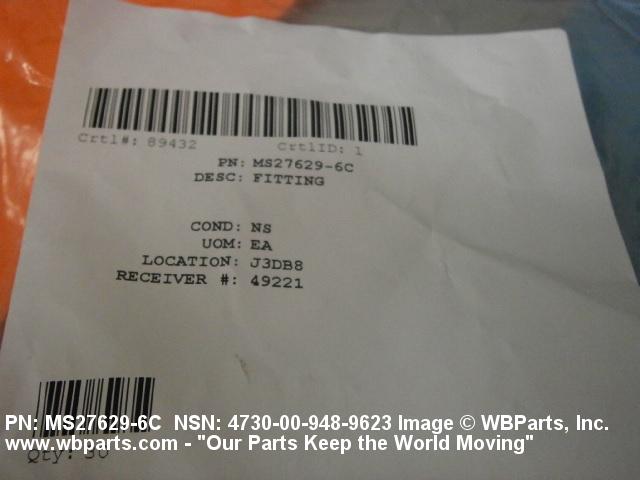 Crtl#: 89432 CrtlID: 1
PN: MS27629-6C
DESC: FITTING
COND: NS
UOM: EA
LOCATION: J3DB8
RECEIVER #: 49221
PN: MS27629-6C NSN: 4730-00-948-9623 Image © WBParts, Inc.
www.wbparts.com - "Our Parts Keep the World Moving"
Qty: